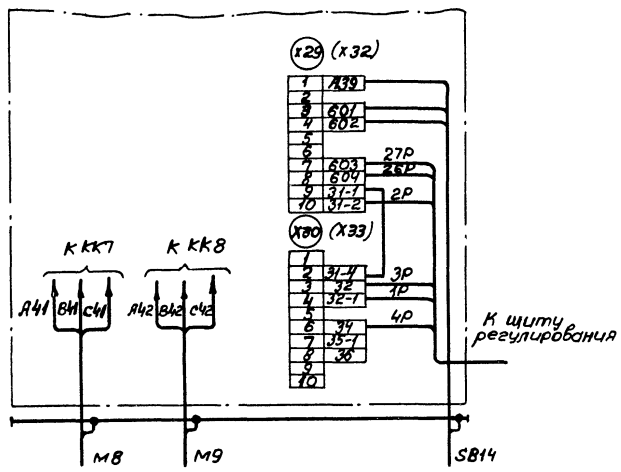 X29 (X32)
1 A39
2
3 601
4 602
5
6
7 603 27P
8 604 26P
9 31-1
10 31-2 2P
X30 (X33)
1
2 31-4
3 32 3P
4 32-1 1P
5
6 34 4P
7 35-1
8 36
9
10
К КК7
К КК8
A41 B41 C41
A42 B42 C42
К щиту
регулирования
М8
М9
SB14